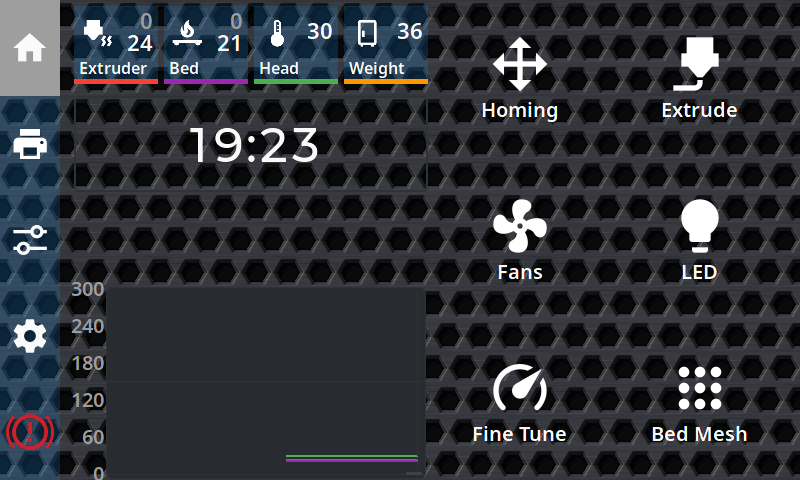 0 0
24 21 30 36
Extruder Bed Head Weight
19:23
Homing Extrude
Fans LED
300
240
180
120
60
0
Fine Tune Bed Mesh